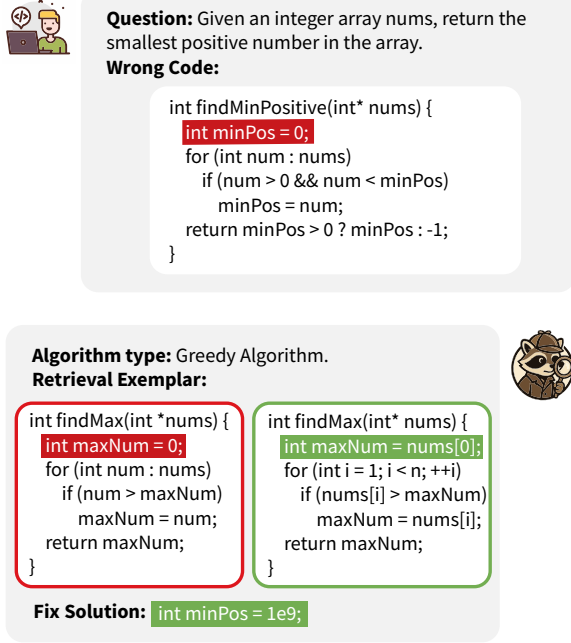 Question: Given an integer array nums, return the
smallest positive number in the array.
Wrong Code:
int findMinPositive(int* nums) {
int minPos = 0;
for (int num : nums)
if (num > 0 && num < minPos)
minPos = num;
return minPos > 0 ? minPos : -1;
}
Algorithm type: Greedy Algorithm.
Retrieval Exemplar:
int findMax(int *nums) {
int maxNum = 0;
for (int num : nums)
if (num > maxNum)
maxNum = num;
return maxNum;
}
int findMax(int* nums) {
int maxNum = nums[0];
for (int i = 1; i < n; ++i)
if (nums[i] > maxNum)
maxNum = nums[i];
return maxNum;
}
Fix Solution: int minPos = 1e9;